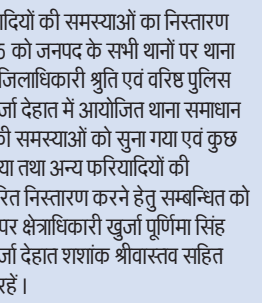 ादियों की समस्याओं का निस्तारण
5 को जनपद के सभी थानों पर थाना
जिलाधिकारी श्रुति एवं वरिष्ठ पुलिस
र्जा देहात में आयोजित थाना समाधान
की समस्याओं को सुना गया एवं कुछ
या तथा अन्य फरियादियों की
रित निस्तारण करने हेतु सम्बन्धित को
पर क्षेत्राधिकारी खुर्जा पूर्णिमा सिंह
र्जा देहात शशांक श्रीवास्तव सहित
रहें।